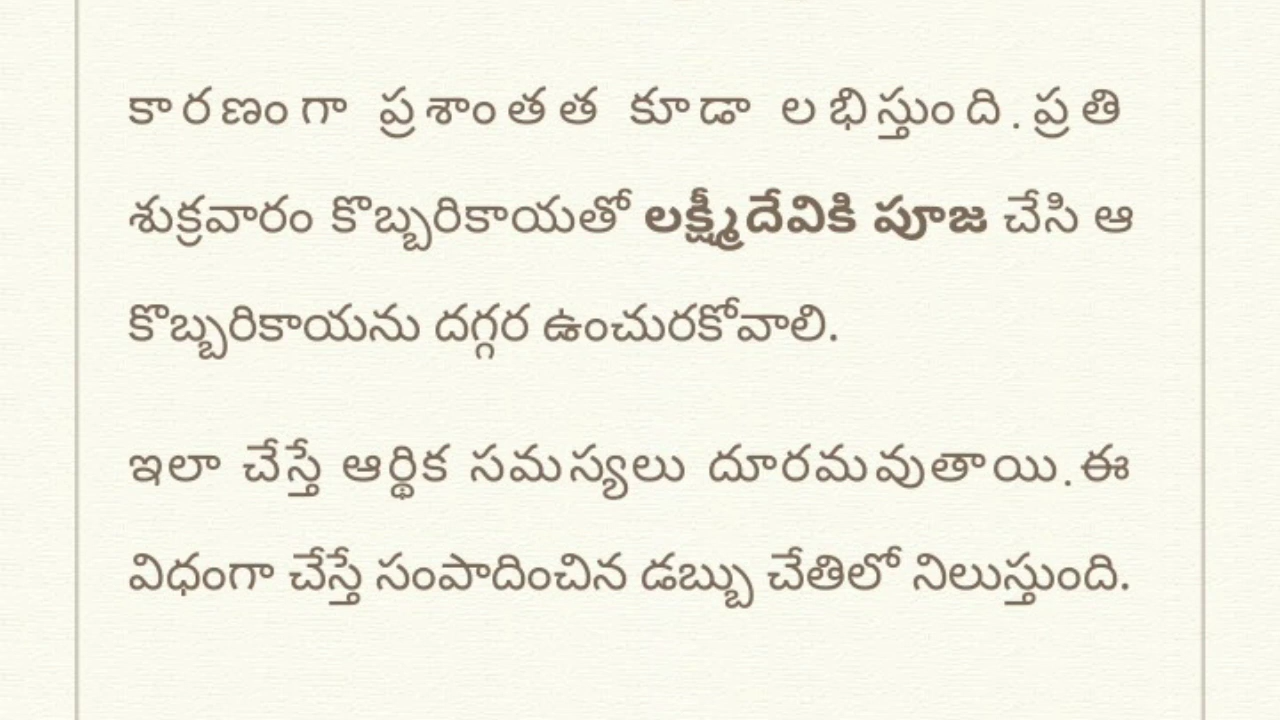 కారణంగా ప్రశాంతత కూడా లభిస్తుంది. ప్రతి
శుక్రవారం కొబ్బరికాయతో లక్ష్మీదేవికి పూజ చేసి ఆ
కొబ్బరికాయను దగ్గర ఉంచురకోవాలి.
ఇలా చేస్తే ఆర్థిక సమస్యలు దూరమవుతాయి. ఈ
విధంగా చేస్తే సంపాదించిన డబ్బు చేతిలో నిలుస్తుంది.